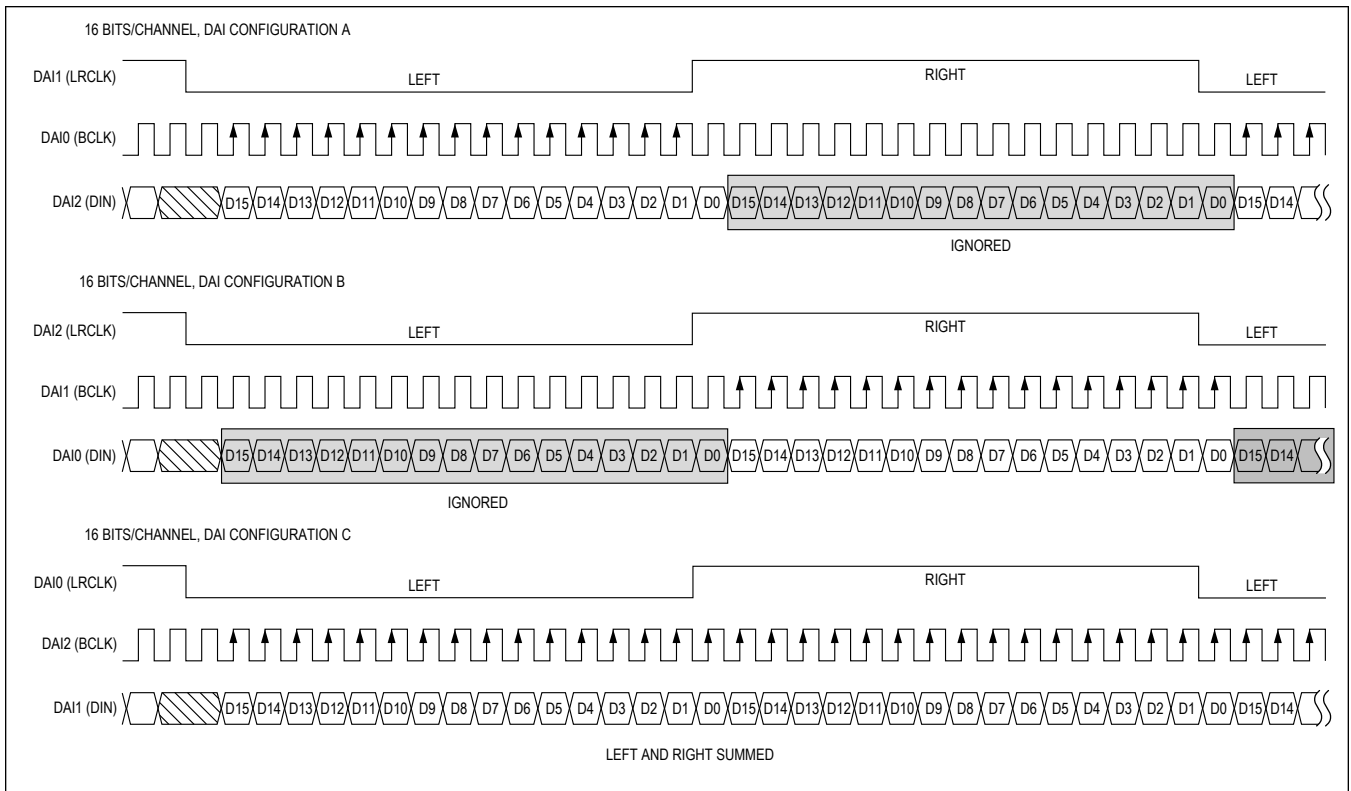 16 BITS/CHANNEL, DAI CONFIGURATION A
DAI1 (LRCLK) LEFT RIGHT LEFT
DAI0 (BCLK)
DAI2 (DIN) D15 D14 D13 D12 D11 D10 D9 D8 D7 D6 D5 D4 D3 D2 D1 D0 D15 D14 D13 D12 D11 D10 D9 D8 D7 D6 D5 D4 D3 D2 D1 D0 D15 D14
IGNORED
16 BITS/CHANNEL, DAI CONFIGURATION B
DAI2 (LRCLK) LEFT RIGHT LEFT
DAI1 (BCLK)
DAI0 (DIN) D15 D14 D13 D12 D11 D10 D9 D8 D7 D6 D5 D4 D3 D2 D1 D0 D15 D14 D13 D12 D11 D10 D9 D8 D7 D6 D5 D4 D3 D2 D1 D0 D15 D14
IGNORED
16 BITS/CHANNEL, DAI CONFIGURATION C
DAI0 (LRCLK) LEFT RIGHT LEFT
DAI2 (BCLK)
DAI1 (DIN) D15 D14 D13 D12 D11 D10 D9 D8 D7 D6 D5 D4 D3 D2 D1 D0 D15 D14 D13 D12 D11 D10 D9 D8 D7 D6 D5 D4 D3 D2 D1 D0 D15 D14
LEFT AND RIGHT SUMMED